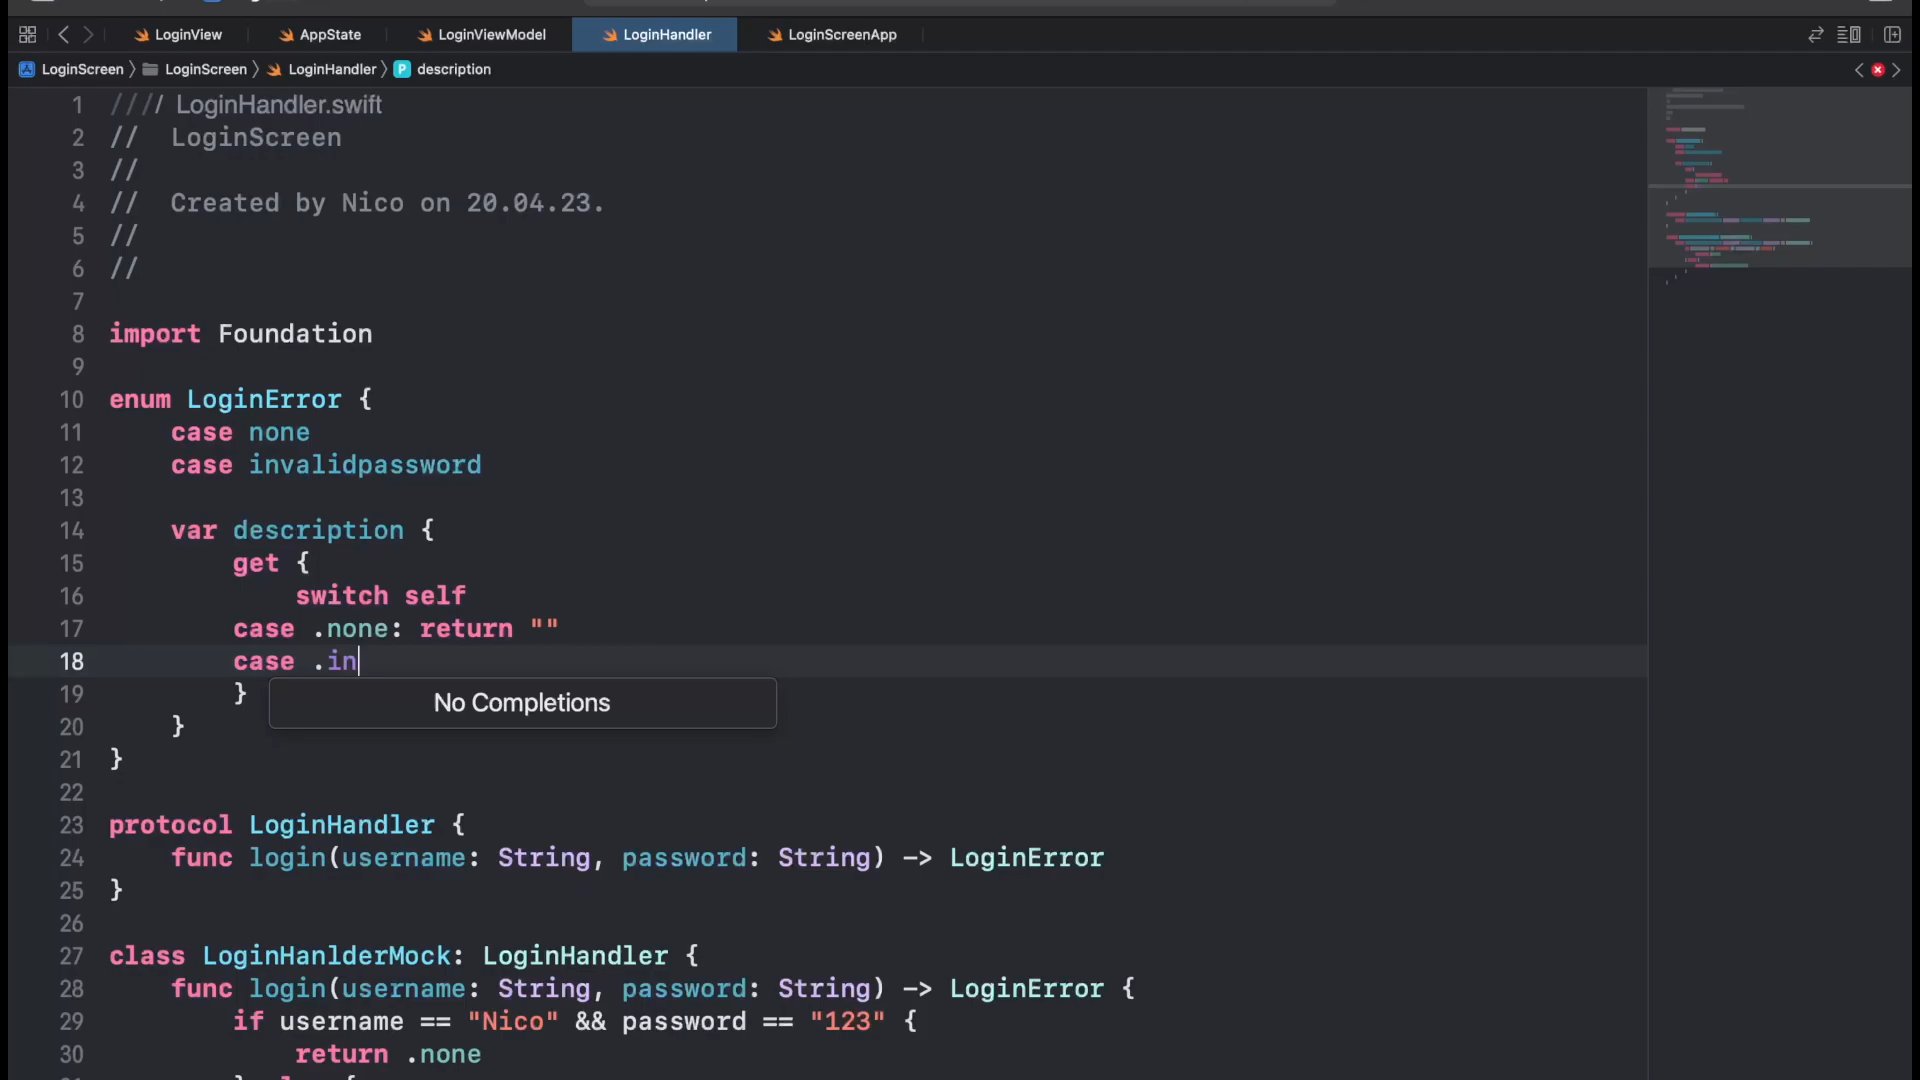 LoginView AppState LoginViewModel LoginHandler LoginScreenApp
LoginScreen LoginScreen LoginHandler P description
1 //// LoginHandler.swift
2 // LoginScreen
3 //
4 // Created by Nico on 20.04.23.
5 //
6 //
7
8 import Foundation
9
10 enum LoginError {
11 case none
12 case invalidpassword
13
14 var description {
15 get {
16 switch self
17 case .none: return ""
18 case .in
19 }
No Completions
20 }
21 }
22
23 protocol LoginHandler {
24 func login(username: String, password: String) -> LoginError
25 }
26
27 class LoginHanlderMock: LoginHandler {
28 func login(username: String, password: String) -> LoginError {
29 if username == "Nico" && password == "123" {
30 return .none